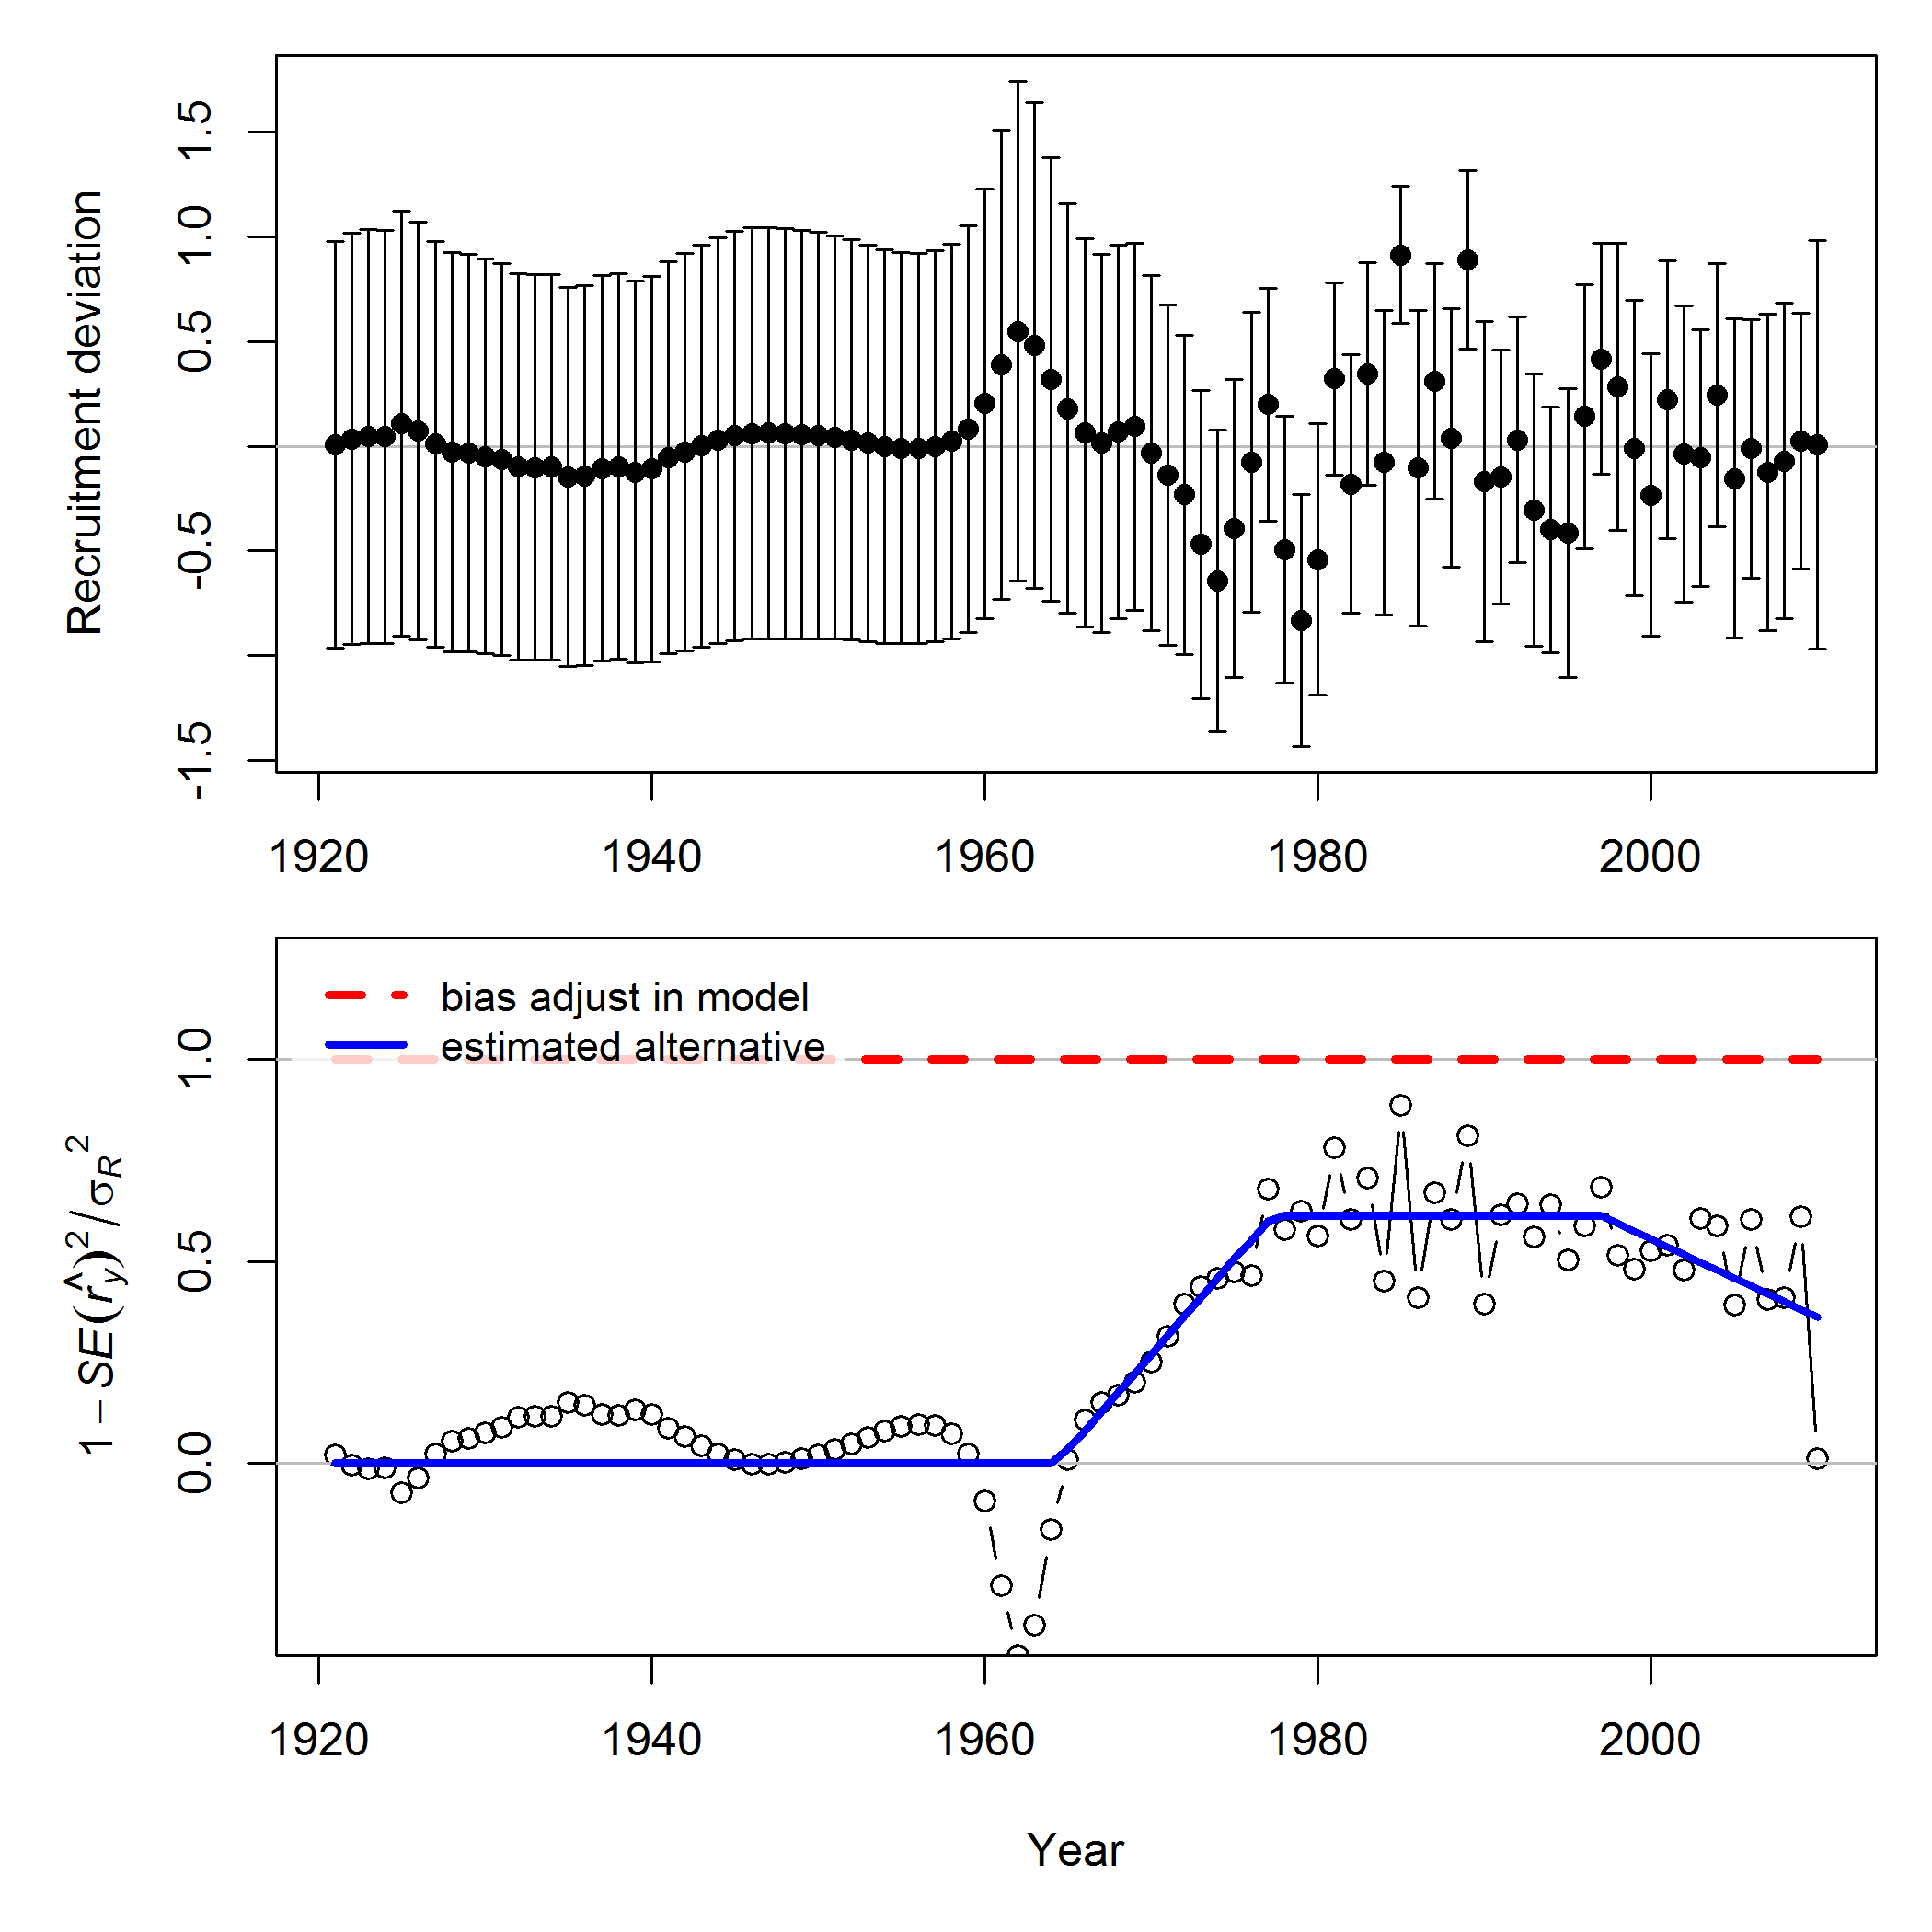 Recruitment deviation
1.5
1.0
0.5
-0.5
-1.5
1920 1940 1960 1980 2000
bias adjust in model
estimated alternative
1 − SE(r̂y)² / σR²
1.0
0.5
0.0
1920 1940 1960 1980 2000
Year